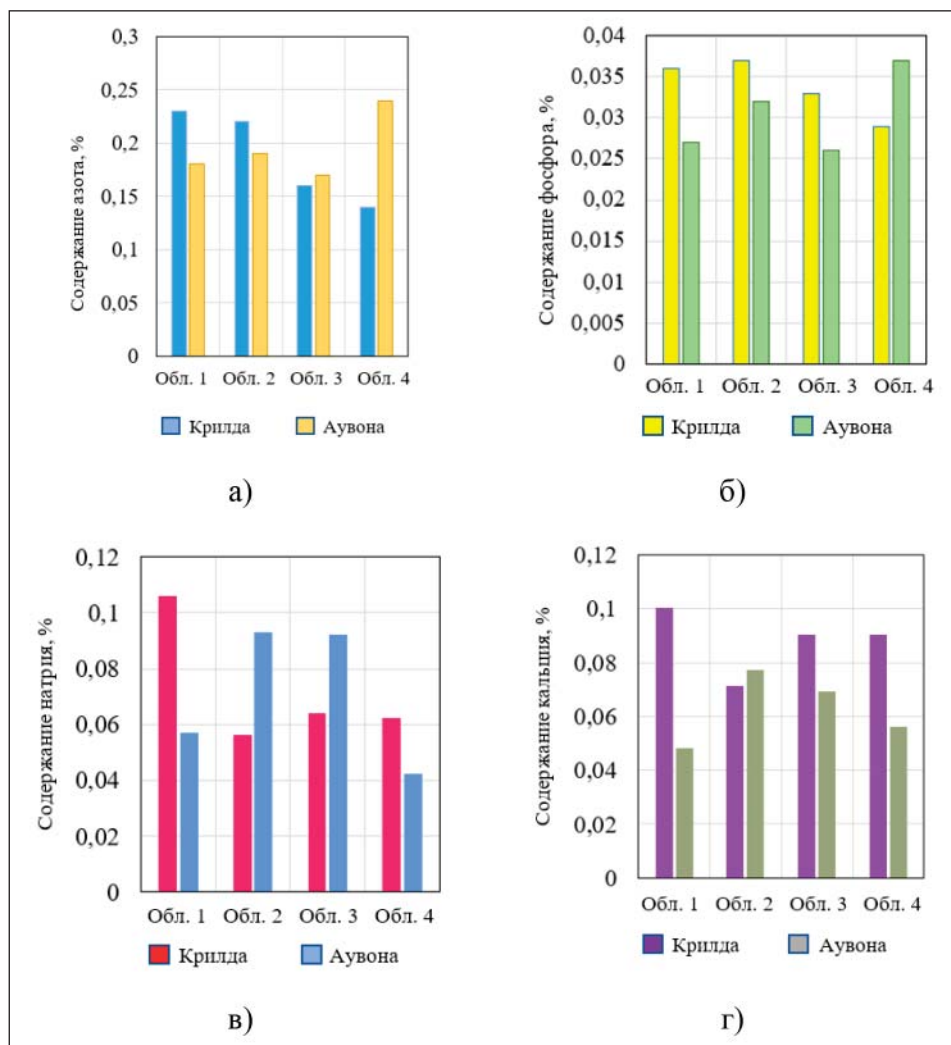 Содержание азота, %
0,3
0,25
0,2
0,15
0,1
0,05
0
Обл. 1 Обл. 2 Обл. 3 Обл. 4
Крилда Аувона
а)
Содержание фосфора, %
0,04
0,035
0,03
0,025
0,02
0,015
0,01
0,005
0
Обл. 1 Обл. 2 Обл. 3 Обл. 4
Крилда Аувона
б)
Содержание натрия, %
0,12
0,1
0,08
0,06
0,04
0,02
0
Обл. 1 Обл. 2 Обл. 3 Обл. 4
Крилда Аувона
в)
Содержание кальция, %
0,12
0,1
0,08
0,06
0,04
0,02
0
Обл. 1 Обл. 2 Обл. 3 Обл. 4
Крилда Аувона
г)